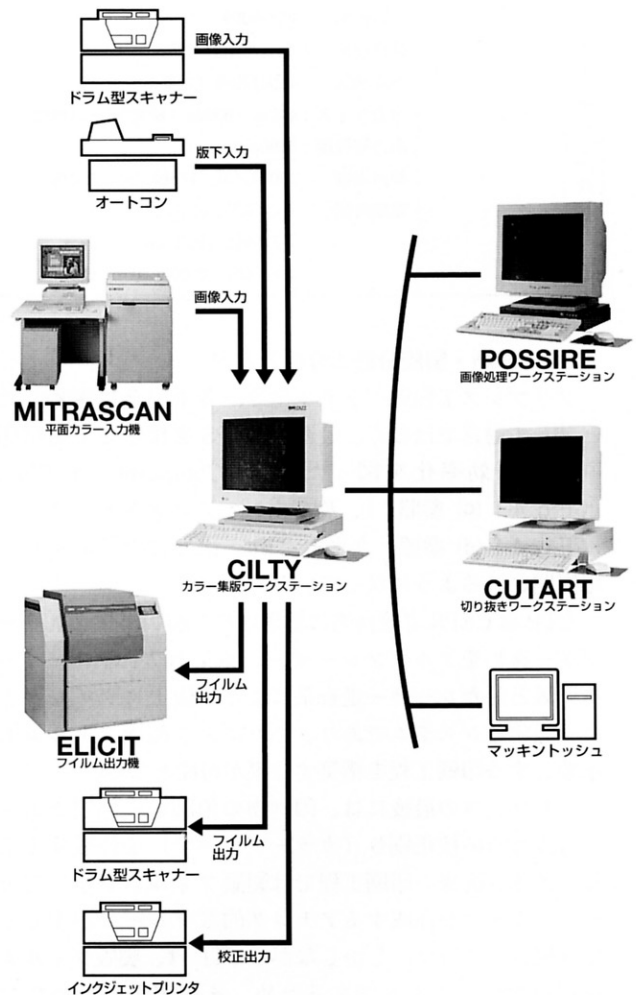 画像入力
ドラム型スキャナー
版下入力
オートコン
画像入力
MITRASCAN
平面カラー入力機
POSSIRE
画像処理ワークステーション
CILTY
カラー集版ワークステーション
CUTART
切り抜きワークステーション
フイルム
出力
ELICIT
フイルム出力機
マッキントッシュ
フイルム
出力
ドラム型スキャナー
校正出力
インクジェットプリンタ